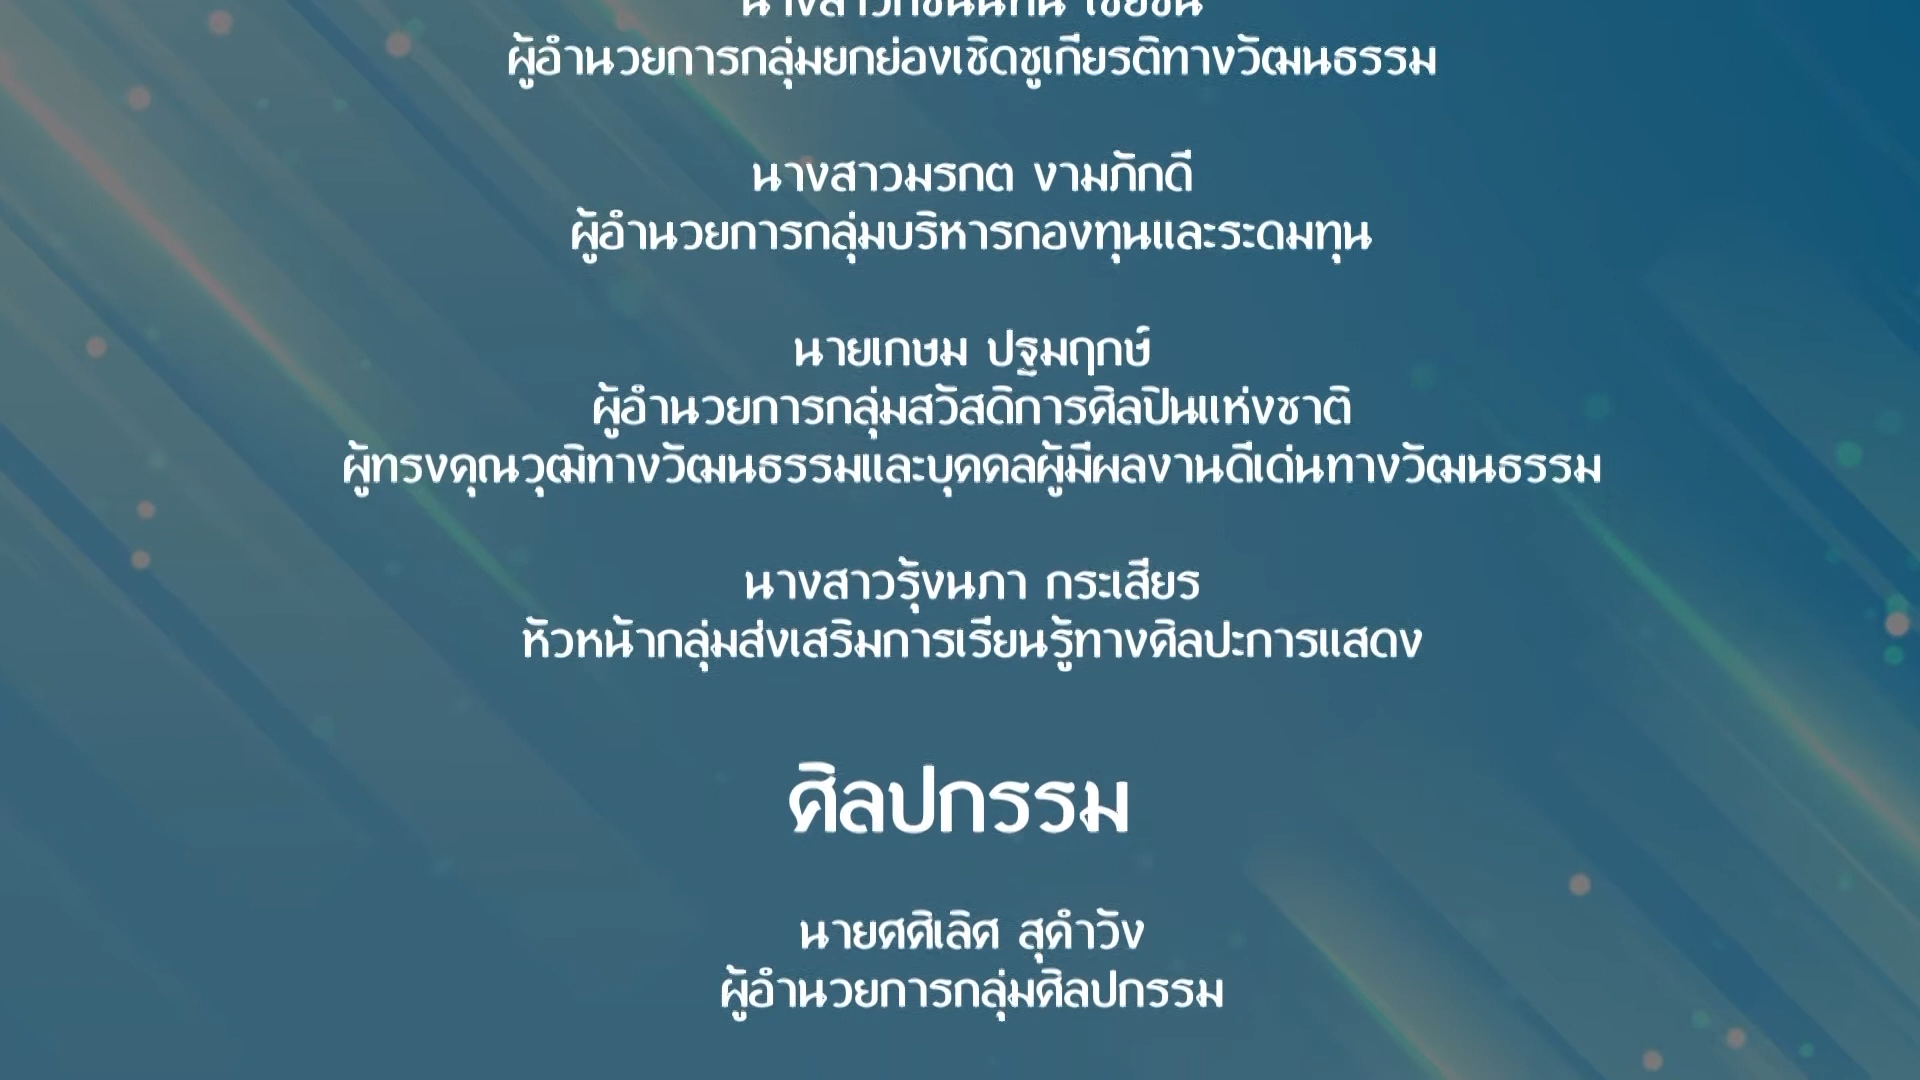 ผู้อำนวยการกลุ่มยกย่องเชิดชูเกียรติทางวัฒนธรรม
นางสาวมรกต งามภักดี
ผู้อำนวยการกลุ่มบริหารกองทุนและระดมทุน
นายเกษม ปฐมฤกษ์
ผู้อำนวยการกลุ่มสวัสดิการศิลปินแห่งชาติ
ผู้ทรงคุณวุฒิทางวัฒนธรรมและบุคคลผู้มีผลงานดีเด่นทางวัฒนธรรม
นางสาวรุ้งนภา กระเสียร
หัวหน้ากลุ่มส่งเสริมการเรียนรู้ทางศิลปะการแสดง
ศิลปกรรม
นายศศิเลิศ สุคำวัง
ผู้อำนวยการกลุ่มศิลปกรรม